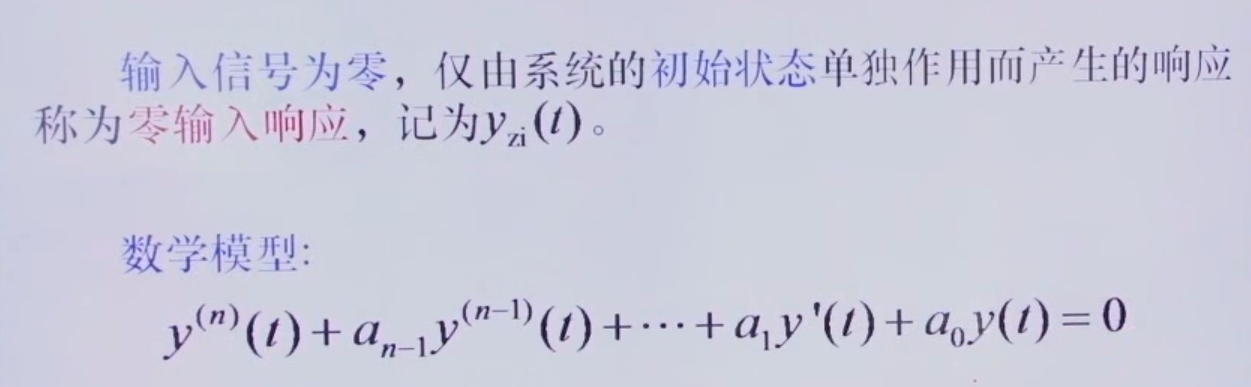 输入信号为零，仅由系统的初始状态单独作用而产生的响应
称为零输入响应，记为y_zi(t)。
数学模型:
y^(n)(t) + a_{n-1}y^(n-1)(t) + ⋯ + a_1y'(t) + a_0y(t) = 0